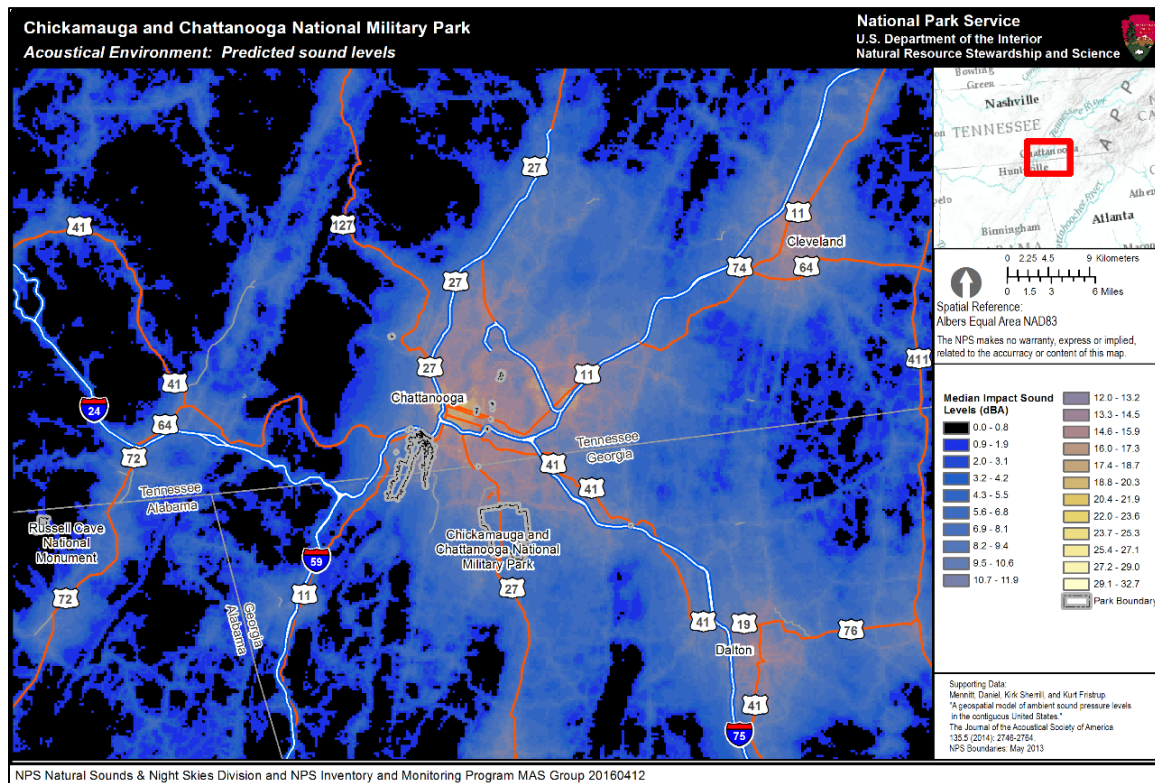 Chickamauga and Chattanooga National Military Park
Acoustical Environment: Predicted sound levels
National Park Service
U.S. Department of the Interior
Natural Resource Stewardship and Science
Bowling
Green
Nashville
TENNESSEE
Tennessee River
Chattanooga
Huntsville
A P P
Birmingham
Atlanta
Chattahoochee River
0 2.25 4.5 9 Kilometers
0 1.5 3 6 Miles
Spatial Reference:
Albers Equal Area NAD83
The NPS makes no warranty, express or implied,
related to the accurracy or content of this map.
Median Impact Sound
Levels (dBA)
0.0 - 0.8
0.9 - 1.9
2.0 - 3.1
3.2 - 4.2
4.3 - 5.5
5.6 - 6.8
6.9 - 8.1
8.2 - 9.4
9.5 - 10.6
10.7 - 11.9
12.0 - 13.2
13.3 - 14.5
14.6 - 15.9
16.0 - 17.3
17.4 - 18.7
18.8 - 20.3
20.4 - 21.9
22.0 - 23.6
23.7 - 25.3
25.4 - 27.1
27.2 - 29.0
29.1 - 32.7
Park Boundary
Supporting Data:
Mennitt, Daniel, Kirk Sherrill, and Kurt Fristrup.
"A geospatial model of ambient sound pressure levels
in the contiguous United States."
The Journal of the Acoustical Society of America
135.5 (2014): 2746-2764.
NPS Boundaries: May 2013
27
41
127
11
Cleveland
74
64
27
411
41
27
11
24
Chattanooga
64
72
Tennessee
Georgia
41
41
Tennessee
Alabama
Russell Cave
National
Monument
Chickamauga and
Chattanooga National
Military Park
59
27
11
72
Georgia
Alabama
41
19
76
Dalton
41
75
NPS Natural Sounds & Night Skies Division and NPS Inventory and Monitoring Program MAS Group 20160412